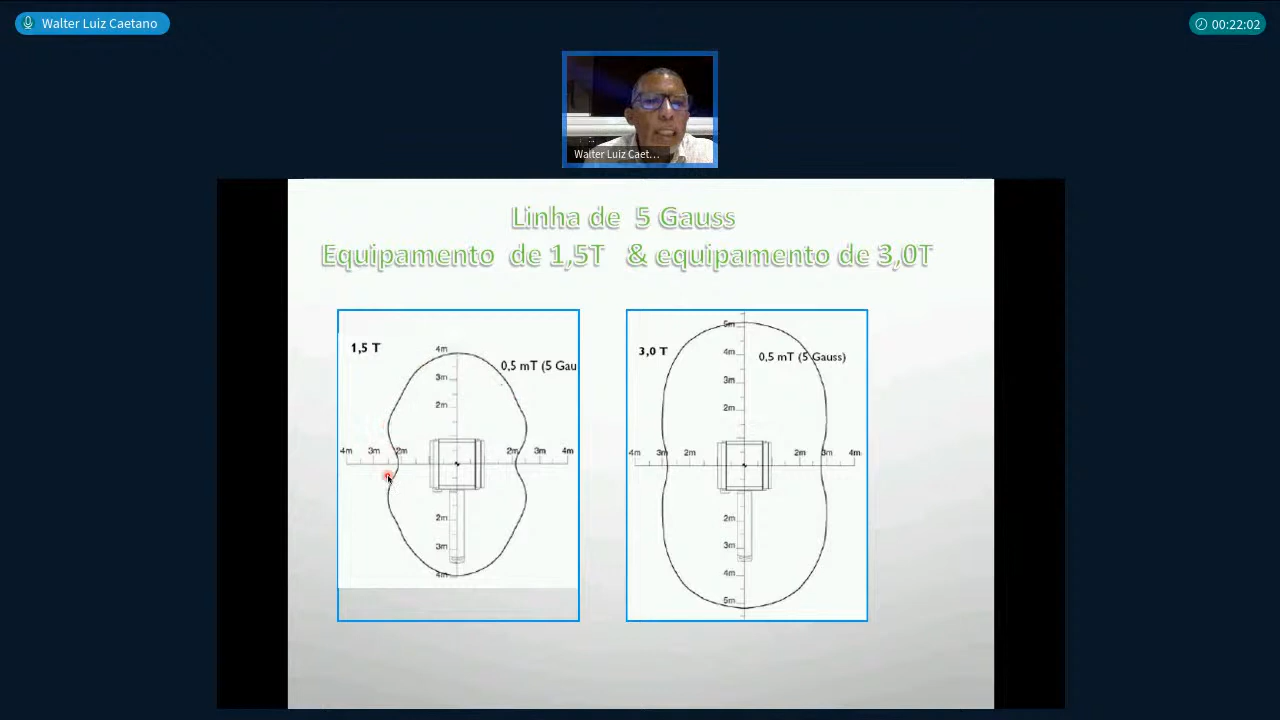 Walter Luiz Caetano
00:22:02
Walter Luiz Caet...
Linha de 5 Gauss
Equipamento de 1,5T & equipamento de 3,0T
1,5 T
4m
0,5 mT (5 Gau
3m
2m
4m 3m 2m 2m 3m 4m
2m
3m
4m
5m
3,0 T
4m
0,5 mT (5 Gauss)
3m
2m
4m 3m 2m 2m 3m 4m
2m
3m
4m
5m